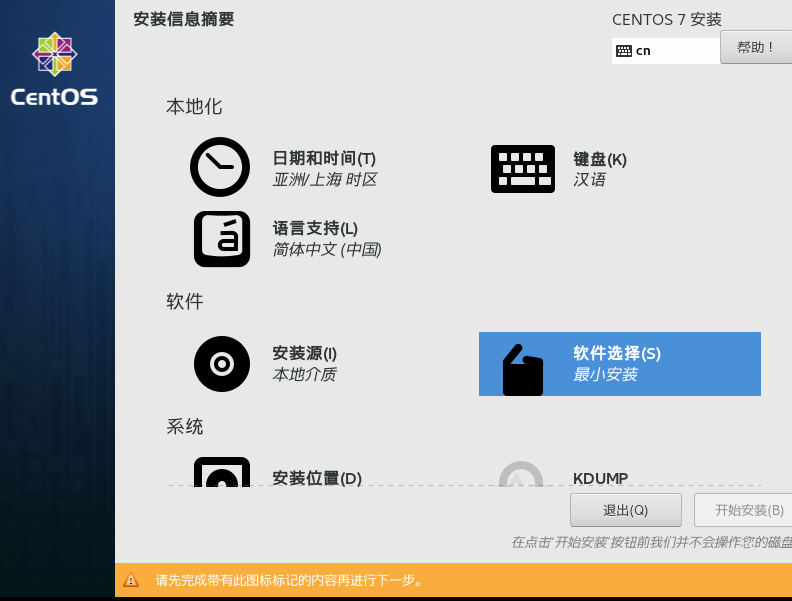 安装信息摘要
CENTOS 7 安装
cn
帮助！
CentOS
本地化
日期和时间(T)
亚洲/上海 时区
键盘(K)
汉语
语言支持(L)
简体中文 (中国)
软件
安装源(I)
本地介质
软件选择(S)
最小安装
系统
安装位置(D)
KDUMP
退出(Q)
开始安装(B)
在点击'开始安装'按钮前我们并不会操作您的磁盘
请先完成带有此图标标记的内容再进行下一步。